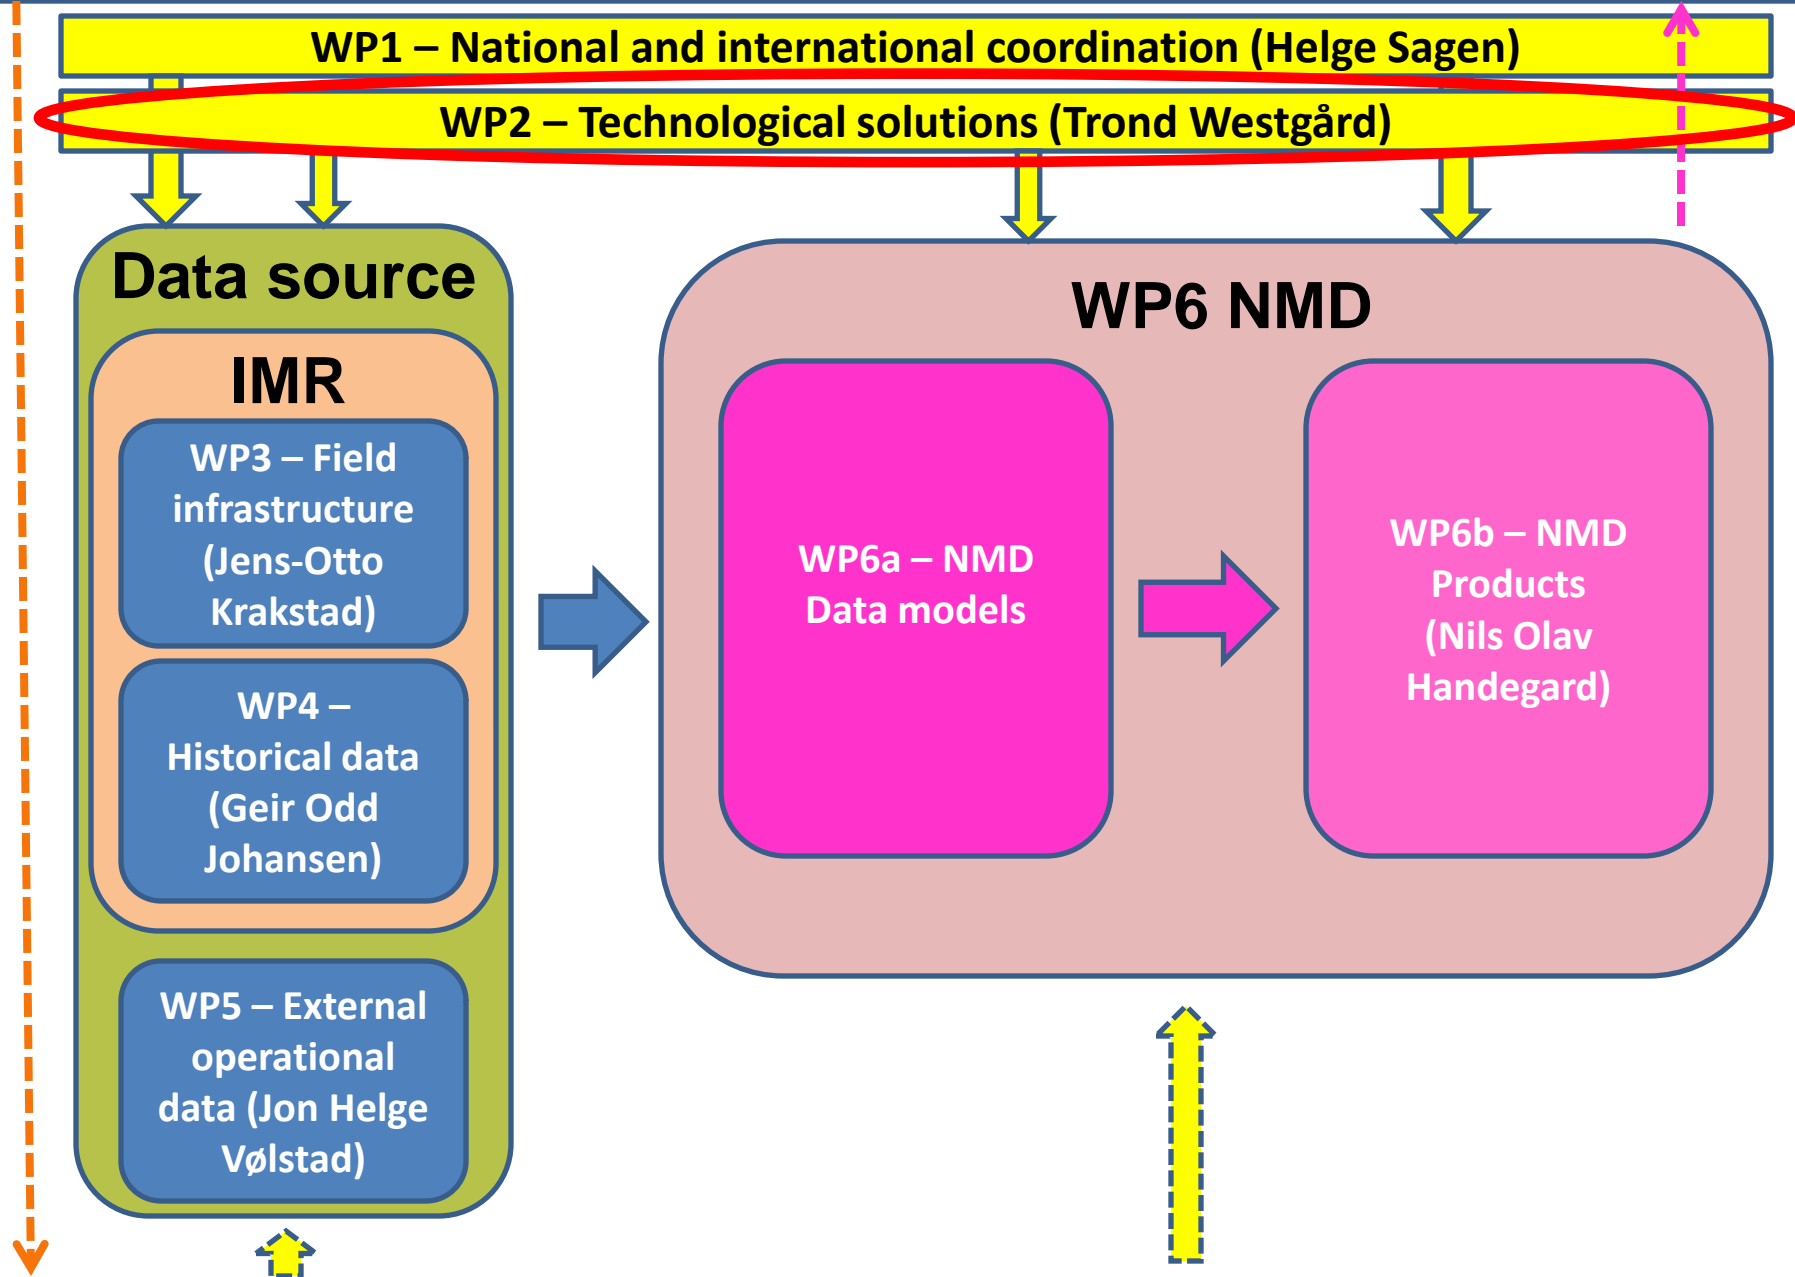 WP1 – National and international coordination (Helge Sagen)
WP2 – Technological solutions (Trond Westgård)
Data source
IMR
WP3 – Field
infrastructure
(Jens-Otto
Krakstad)
WP4 –
Historical data
(Geir Odd
Johansen)
WP5 – External
operational
data (Jon Helge
Vølstad)
WP6 NMD
WP6a – NMD
Data models
WP6b – NMD
Products
(Nils Olav
Handegard)